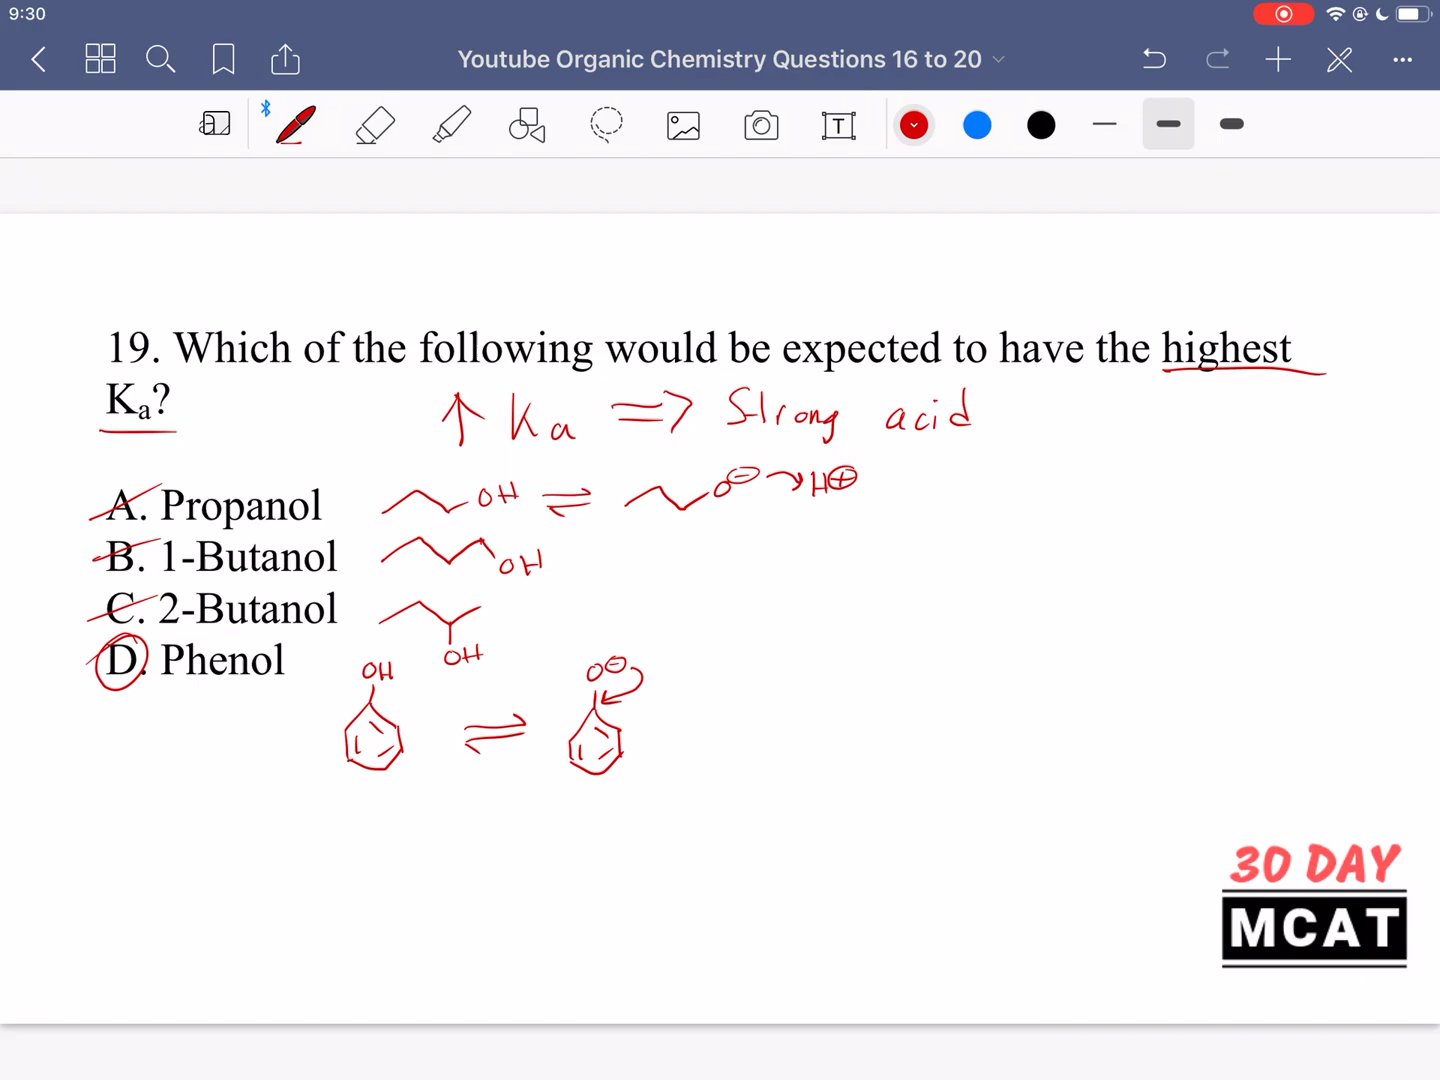 9:30
Youtube Organic Chemistry Questions 16 to 20
T
19. Which of the following would be expected to have the highest
Ka?
↑ Ka => Strong acid
A. Propanol
OH ⇌ O⊖ H⊕
B. 1-Butanol
OH
C. 2-Butanol
OH
D. Phenol
OH ⇌ O⊖
30 DAY
MCAT